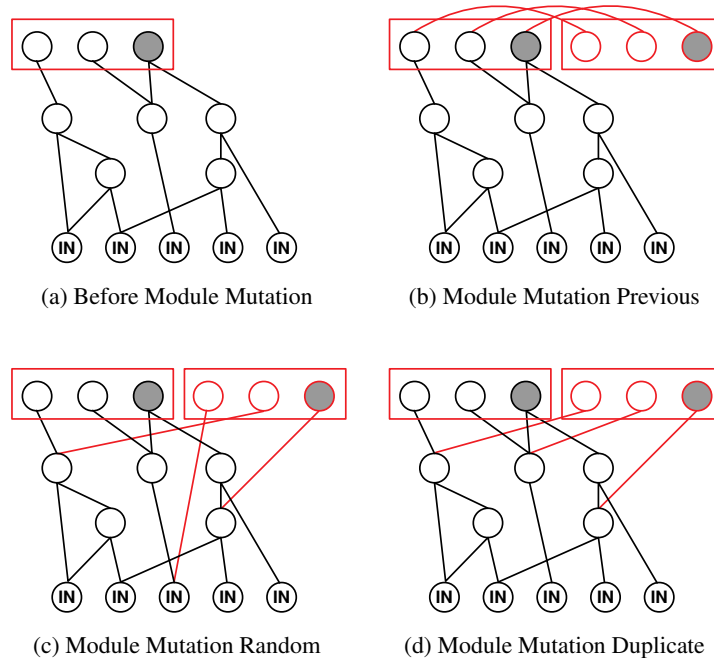 IN IN IN IN IN
IN IN IN IN IN
(a) Before Module Mutation
(b) Module Mutation Previous
IN IN IN IN IN
IN IN IN IN IN
(c) Module Mutation Random
(d) Module Mutation Duplicate